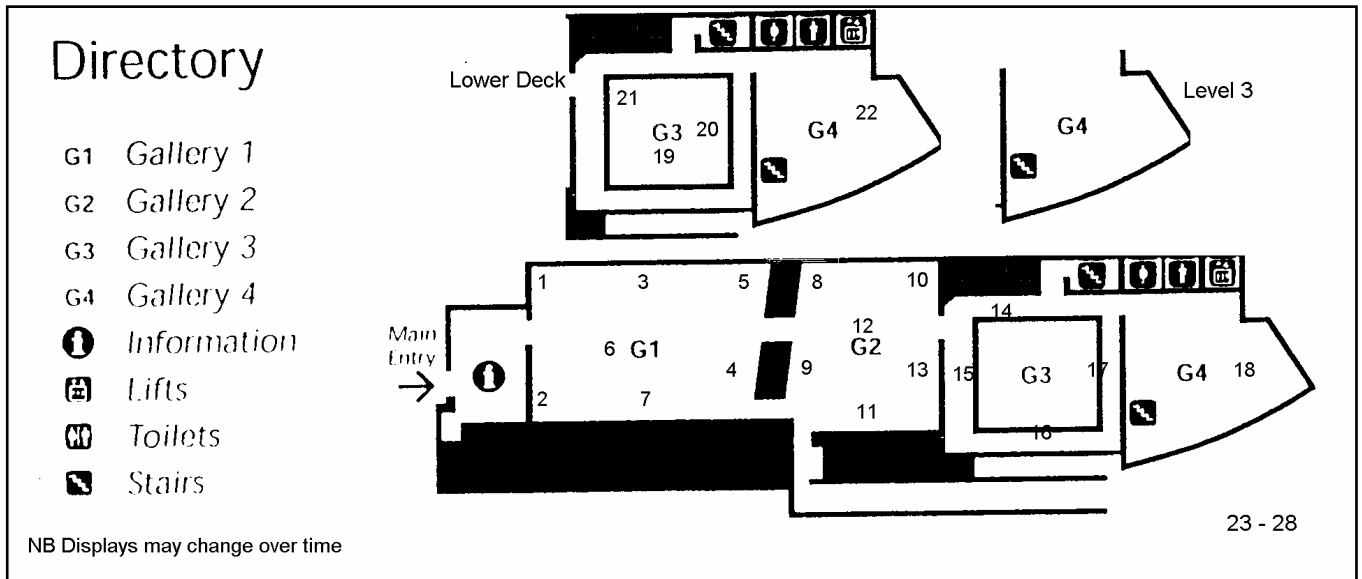 Directory
G1 Gallery 1
G2 Gallery 2
G3 Gallery 3
G4 Gallery 4
Information
Lifts
Toilets
Stairs
NB Displays may change over time
Lower Deck
21
G3 20
19
G4 22
Level 3
G4
Main
Entry
1 3 5 8 10
6 G1
4
2 7
12
G2
9 13
11
14
15 G3 17
16
G4 18
23 - 28